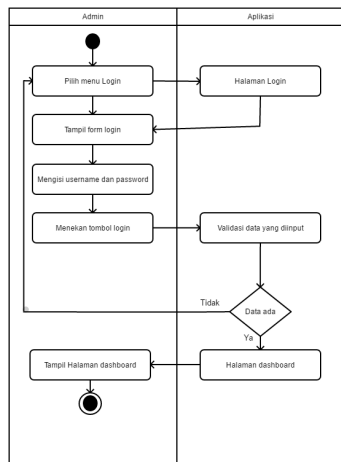 Admin
Aplikasi
Pilih menu Login
Halaman Login
Tampil form login
Mengisi username dan password
Menekan tombol login
Validasi data yang diinput
Tidak
Data ada
Ya
Tampil Halaman dashboard
Halaman dashboard